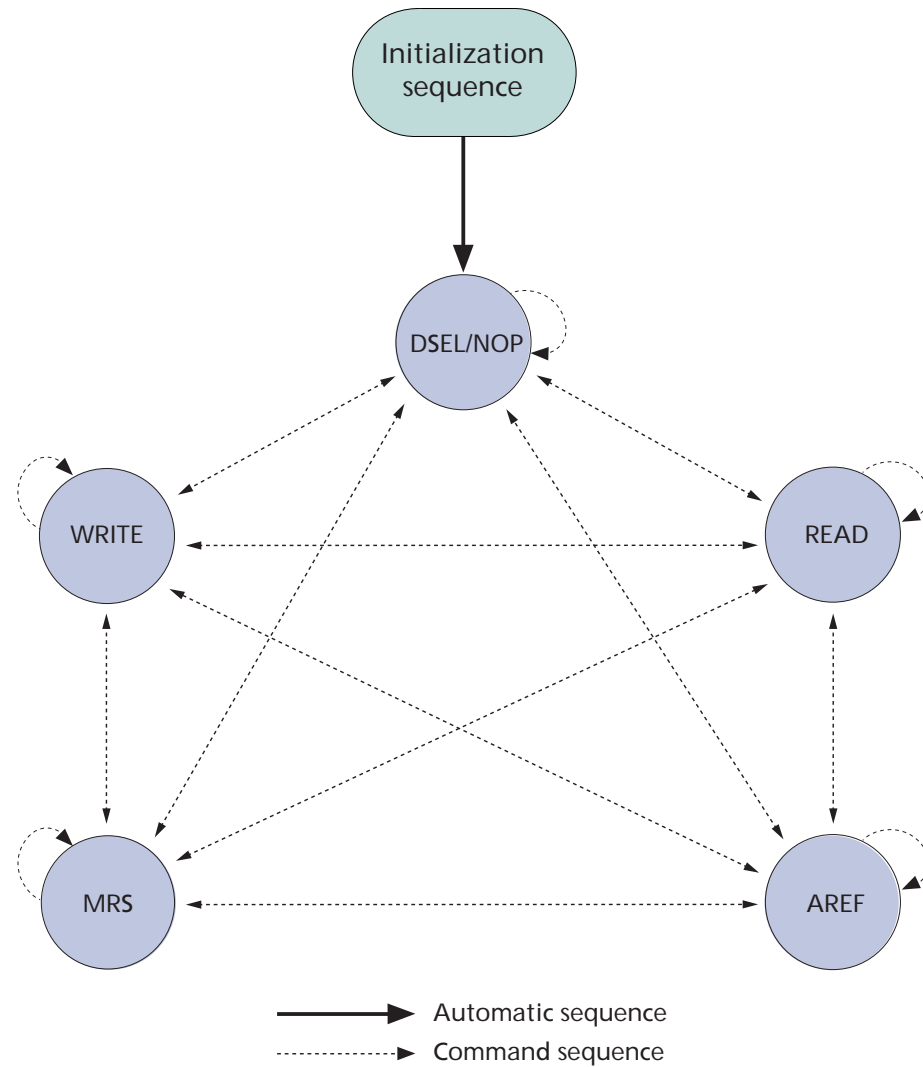 Initialization
sequence
DSEL/NOP
WRITE
READ
MRS
AREF
Automatic sequence
Command sequence